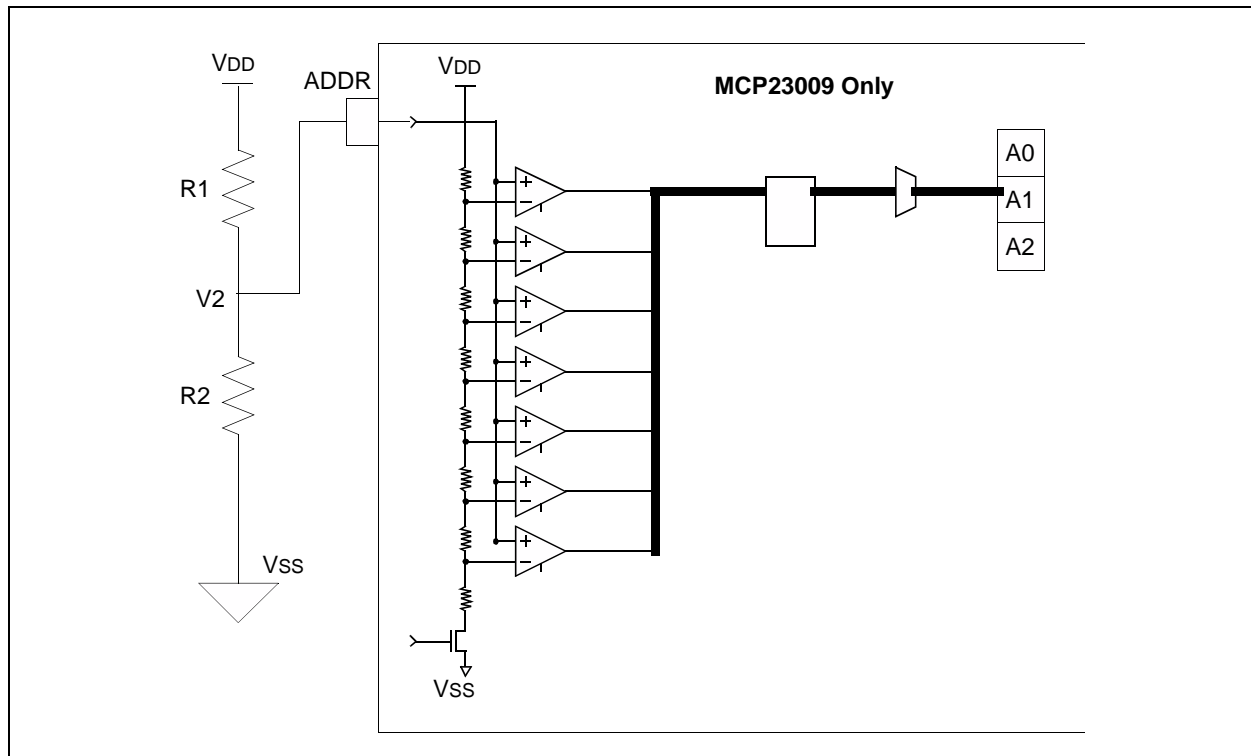 VDD
ADDR
VDD
MCP23009 Only
R1
V2
R2
VSS
A0
A1
A2
+
−
+
−
+
−
+
−
+
−
+
−
+
−
VSS